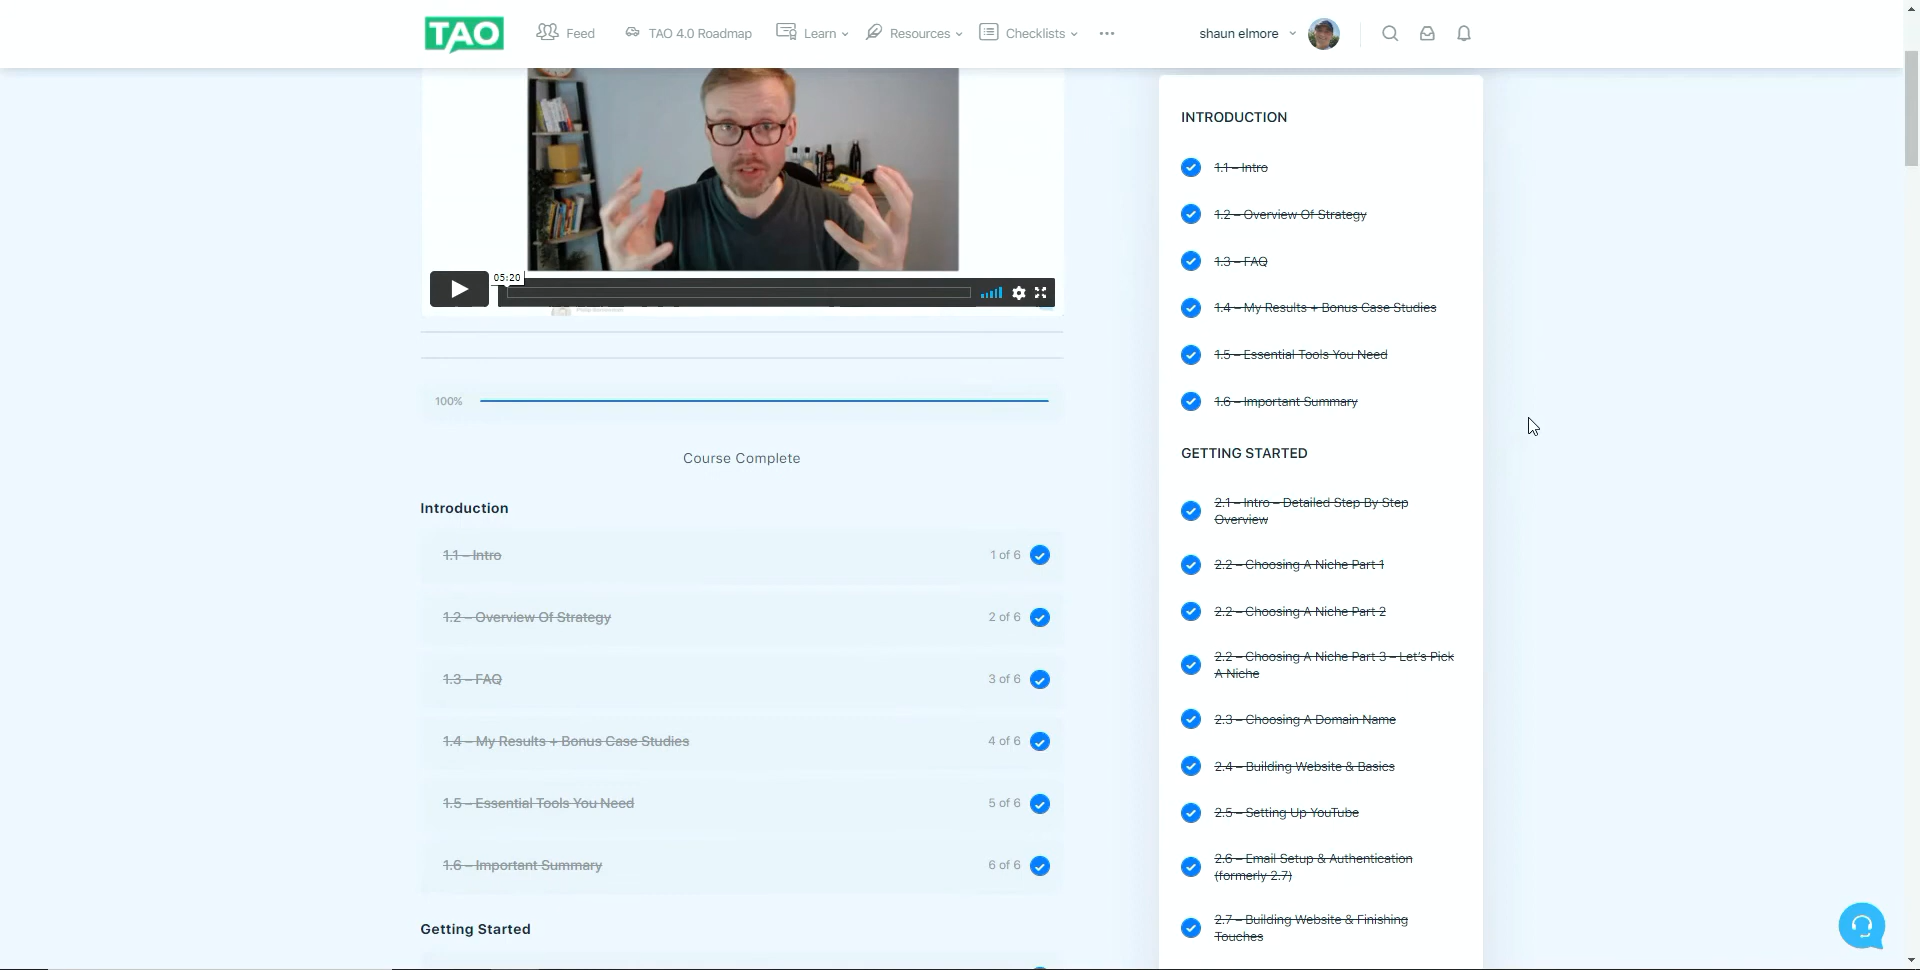 TAO
Feed
TAO 4.0 Roadmap
Learn
Resources
Checklists
shaun elmore
05:20
100%
Course Complete
Introduction
1.1 – Intro
1 of 6
1.2 – Overview Of Strategy
2 of 6
1.3 – FAQ
3 of 6
1.4 – My Results + Bonus Case Studies
4 of 6
1.5 – Essential Tools You Need
5 of 6
1.6 – Important Summary
6 of 6
Getting Started
INTRODUCTION
1.1 – Intro
1.2 – Overview Of Strategy
1.3 – FAQ
1.4 – My Results + Bonus Case Studies
1.5 – Essential Tools You Need
1.6 – Important Summary
GETTING STARTED
2.1 – Intro – Detailed Step By Step
Overview
2.2 – Choosing A Niche Part 1
2.2 – Choosing A Niche Part 2
2.2 – Choosing A Niche Part 3 – Let's Pick
A Niche
2.3 – Choosing A Domain Name
2.4 – Building Website & Basics
2.5 – Setting Up YouTube
2.6 – Email Setup & Authentication
(formerly 2.7)
2.7 – Building Website & Finishing
Touches